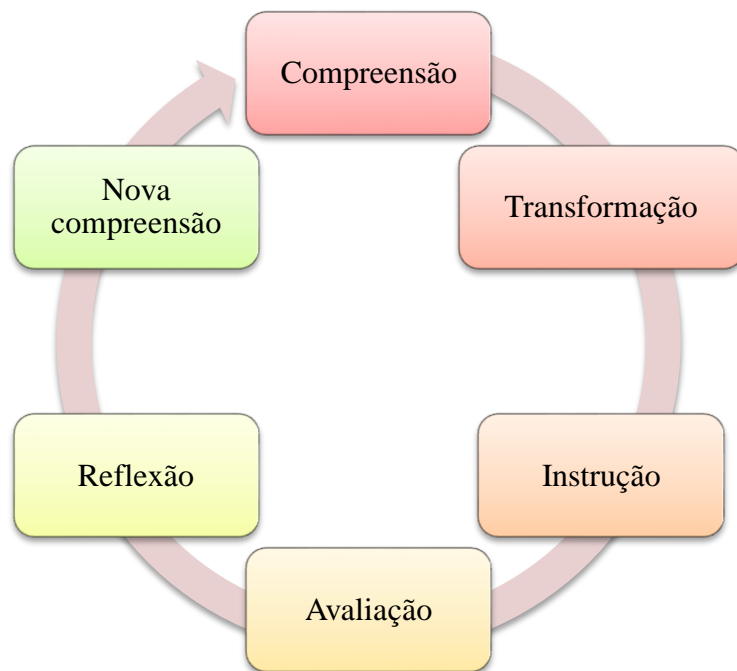 Compreensão
Transformação
Instrução
Avaliação
Reflexão
Nova
compreensão